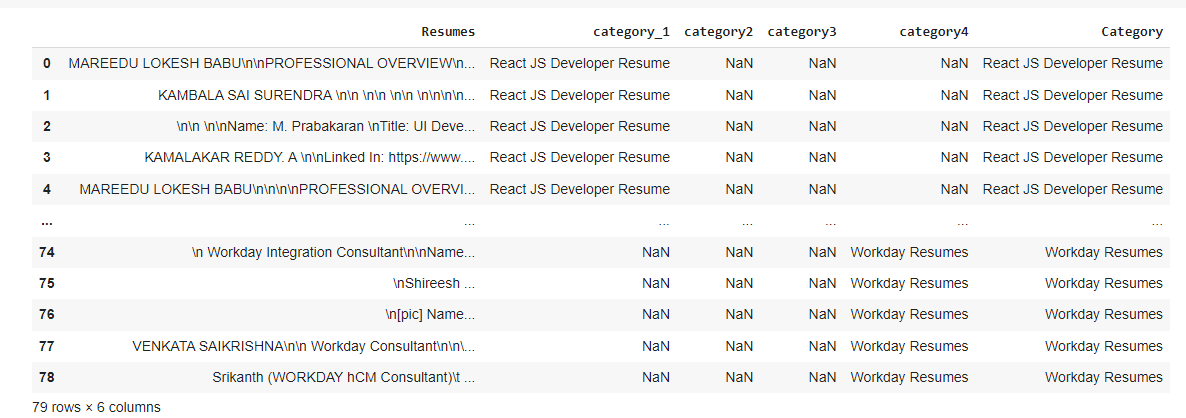 Resumes category_1 category2 category3 category4 Category
0 MAREEDU LOKESH BABU\n\nPROFESSIONAL OVERVIEW\n... React JS Developer Resume NaN NaN NaN React JS Developer Resume
1 KAMBALA SAI SURENDRA \n\n \n\n \n\n \n\n\n\n... React JS Developer Resume NaN NaN NaN React JS Developer Resume
2 \n\n \n\nName: M. Prabakaran \nTitle: UI Deve... React JS Developer Resume NaN NaN NaN React JS Developer Resume
3 KAMALAKAR REDDY. A \n\nLinked In: https://www.... React JS Developer Resume NaN NaN NaN React JS Developer Resume
4 MAREEDU LOKESH BABU\n\n\n\nPROFESSIONAL OVERVI... React JS Developer Resume NaN NaN NaN React JS Developer Resume
... ... ... ... ... ... ...
74 \n Workday Integration Consultant\n\nName... NaN NaN NaN Workday Resumes Workday Resumes
75 \nShireesh ... NaN NaN NaN Workday Resumes Workday Resumes
76 \n[pic] Name... NaN NaN NaN Workday Resumes Workday Resumes
77 VENKATA SAIKRISHNA\n\n Workday Consultant\n\n\... NaN NaN NaN Workday Resumes Workday Resumes
78 Srikanth (WORKDAY hCM Consultant)\t ... NaN NaN NaN Workday Resumes Workday Resumes
79 rows × 6 columns